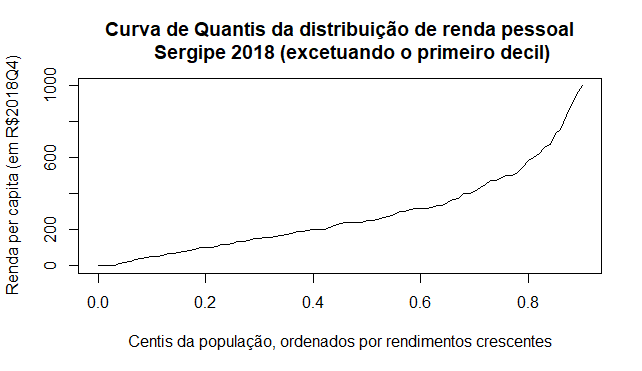 Curva de Quantis da distribuição de renda pessoal
Sergipe 2018 (excetuando o primeiro decil)
Renda per capita (em R$2018Q4)
1000
600
200
0
0.0 0.2 0.4 0.6 0.8
Centis da população, ordenados por rendimentos crescentes